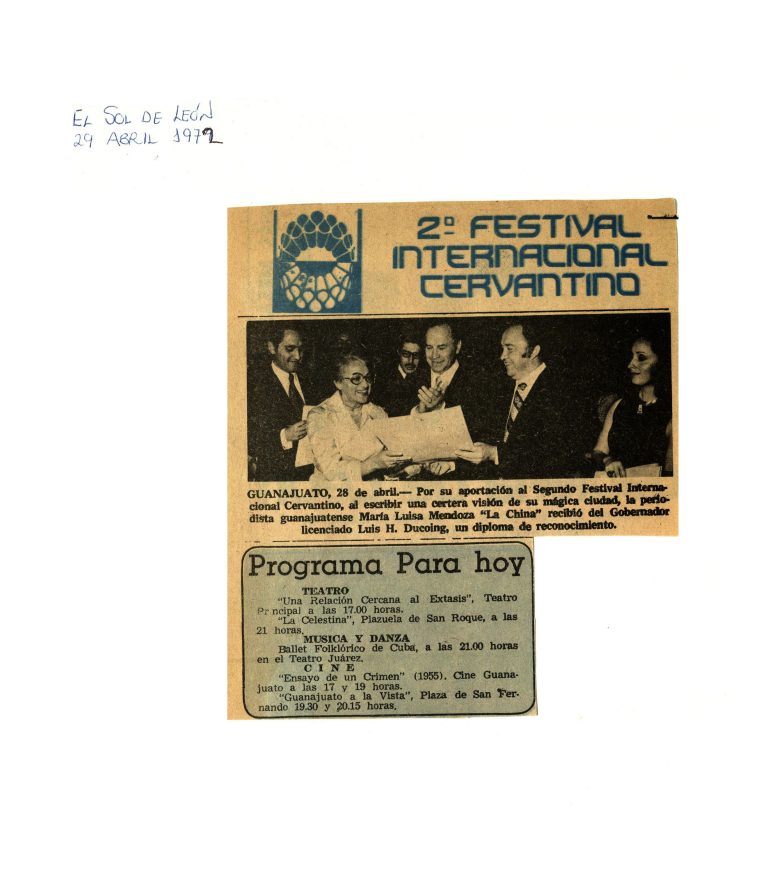 EL SOL DE LEÓN
29 ABRIL 1972
2º FESTIVAL
INTERNACIONAL
CERVANTINO
GUANAJUATO, 28 de abril.— Por su aportación al Segundo Festival Interna-
cional Cervantino, al escribir una certera visión de su mágica ciudad, la perio-
dista guanajuatense María Luisa Mendoza "La China" recibió del Gobernador
licenciado Luis H. Ducoing, un diploma de reconocimiento.
Programa Para hoy
TEATRO
"Una Relación Cercana al Extasis", Teatro
Principal a las 17.00 horas.
"La Celestina", Plazuela de San Roque, a las
21 horas.
MUSICA Y DANZA
Ballet Folklórico de Cuba, a las 21.00 horas
en el Teatro Juárez.
CINE
"Ensayo de un Crimen" (1955). Cine Guana-
juato a las 17 y 19 horas.
"Guanajuato a la Vista", Plaza de San Fer-
nando 19.30 y 20.15 horas.